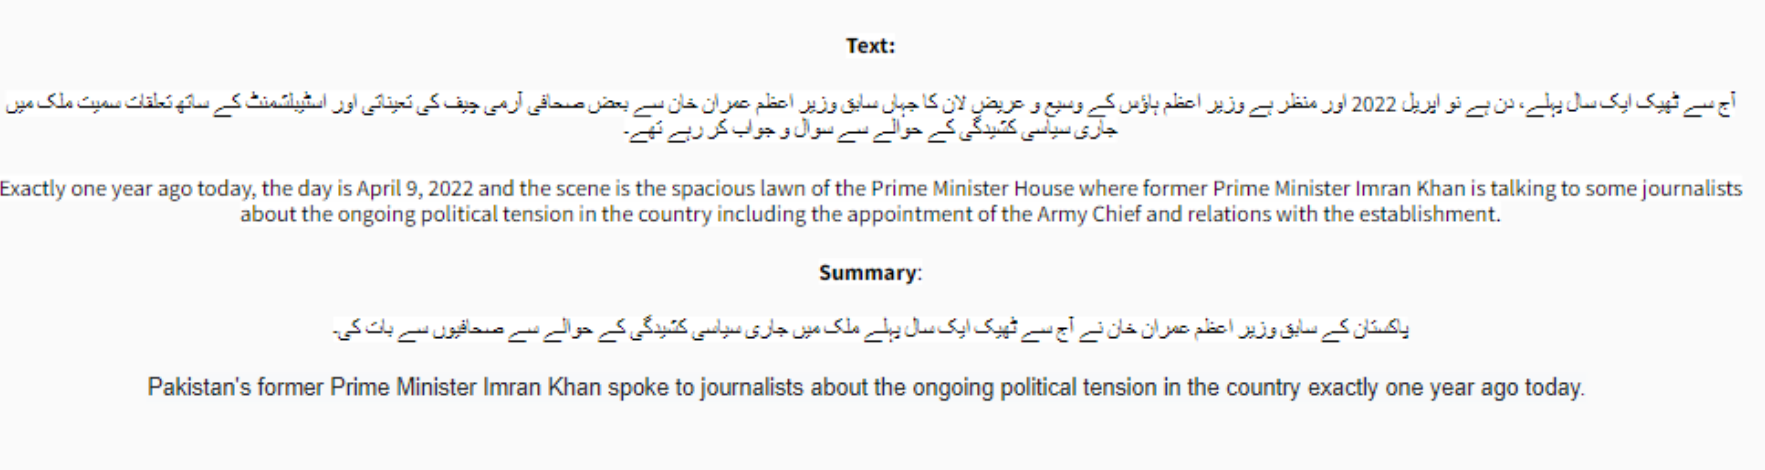 Text:
آج سے ٹھیک ایک سال پہلے، دن ہے نو اپریل 2022 اور منظر ہے وزیر اعظم ہاؤس کے وسیع و عریض لان کا جہاں سابق وزیر اعظم عمران خان سے بعض صحافی آرمی چیف کی تعیناتی اور اسٹیبلشمنٹ کے ساتھ تعلقات سمیت ملک میں
جاری سیاسی کشیدگی کے حوالے سے سوال و جواب کر رہے تھے۔
Exactly one year ago today, the day is April 9, 2022 and the scene is the spacious lawn of the Prime Minister House where former Prime Minister Imran Khan is talking to some journalists
about the ongoing political tension in the country including the appointment of the Army Chief and relations with the establishment.
Summary:
پاکستان کے سابق وزیر اعظم عمران خان نے آج سے ٹھیک ایک سال پہلے ملک میں جاری سیاسی کشیدگی کے حوالے سے صحافیوں سے بات کی۔
Pakistan's former Prime Minister Imran Khan spoke to journalists about the ongoing political tension in the country exactly one year ago today.